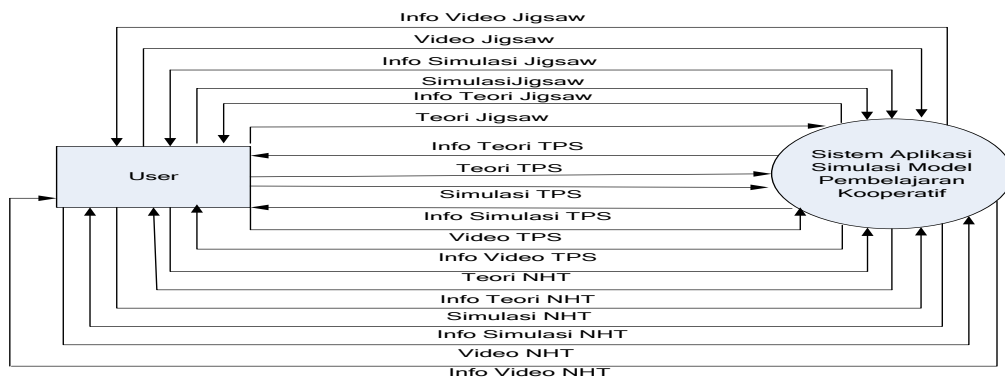 Info Video Jigsaw
Video Jigsaw
Info Simulasi Jigsaw
SimulasiJigsaw
Info Teori Jigsaw
Teori Jigsaw
Info Teori TPS
Teori TPS
Simulasi TPS
Info Simulasi TPS
Video TPS
Info Video TPS
Teori NHT
Info Teori NHT
Simulasi NHT
Info Simulasi NHT
Video NHT
Info Video NHT
User
Sistem Aplikasi
Simulasi Model
Pembelajaran
Kooperatif